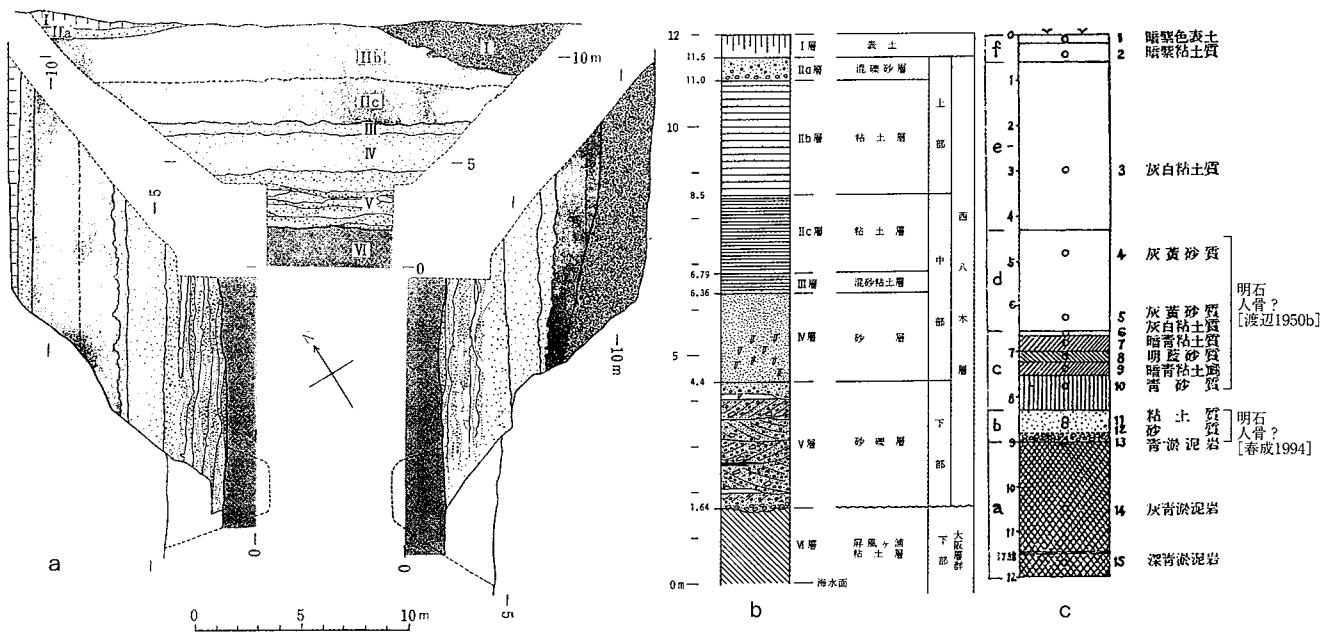 I
IIa
IIb
I
IIc
III
IV
V
VI
-10
-10m
-5
-5
-0
-10m
N
0
0
-5
a
0 5 10m
12
11.5
11.0
10
8.5
6.79
6.36
5
4.4
1.64
0m
I層 表土
IIa層 混礫砂層
IIb層 粘土層
IIc層 粘土層
III層 混砂粘土層
IV層 砂層
V層 砂礫層
VI層 屏風ヶ浦粘土層
海水面
上部
中部
下部
西八木層
下部
大阪層群
b
0
1
2
3
4
5
6
7
8
9
10
11
12
f
e
d
c
b
a
1 暗紫色表土
2 暗紫粘土質
3 灰白粘土質
4 灰黄砂質
5 灰黄砂質
6 灰白粘土質
7 暗青粘土質
8 明藍砂質
9 暗青粘土質
10 青砂質
11 粘土質
12 砂質
13 青淤泥岩
14 灰青淤泥岩
15 深青淤泥岩
明石
人骨?
[渡辺1950b]
明石
人骨?
[春成1994]
c